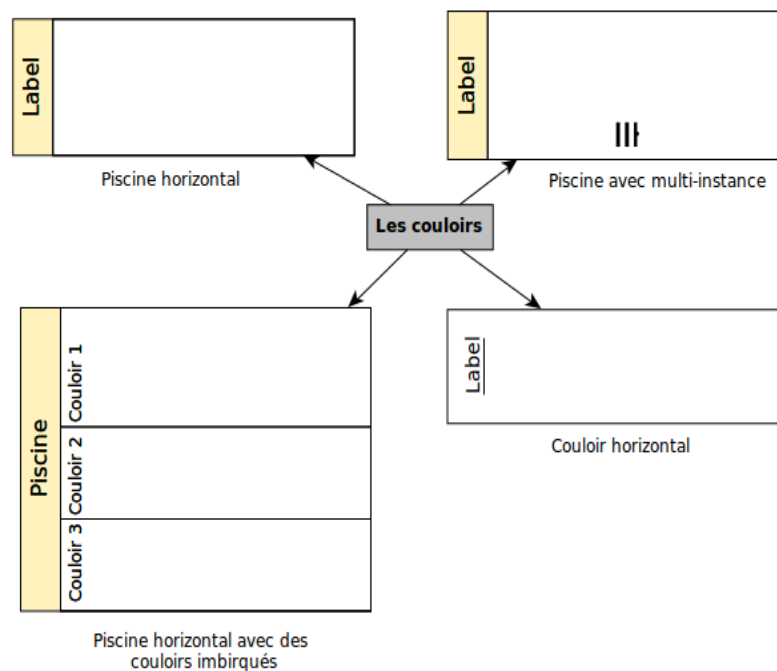 Label
Piscine horizontal
Label
Piscine avec multi-instance
Les couloirs
Piscine
Couloir 1
Couloir 2
Couloir 3
Piscine horizontal avec des
couloirs imbirqués
Label
Couloir horizontal